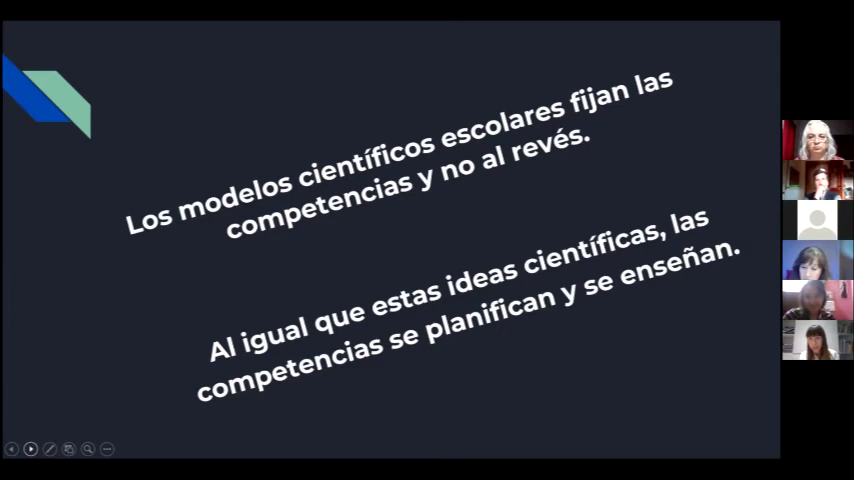 Los modelos científicos escolares fijan las
competencias y no al revés.
Al igual que estas ideas científicas, las
competencias se planifican y se enseñan.